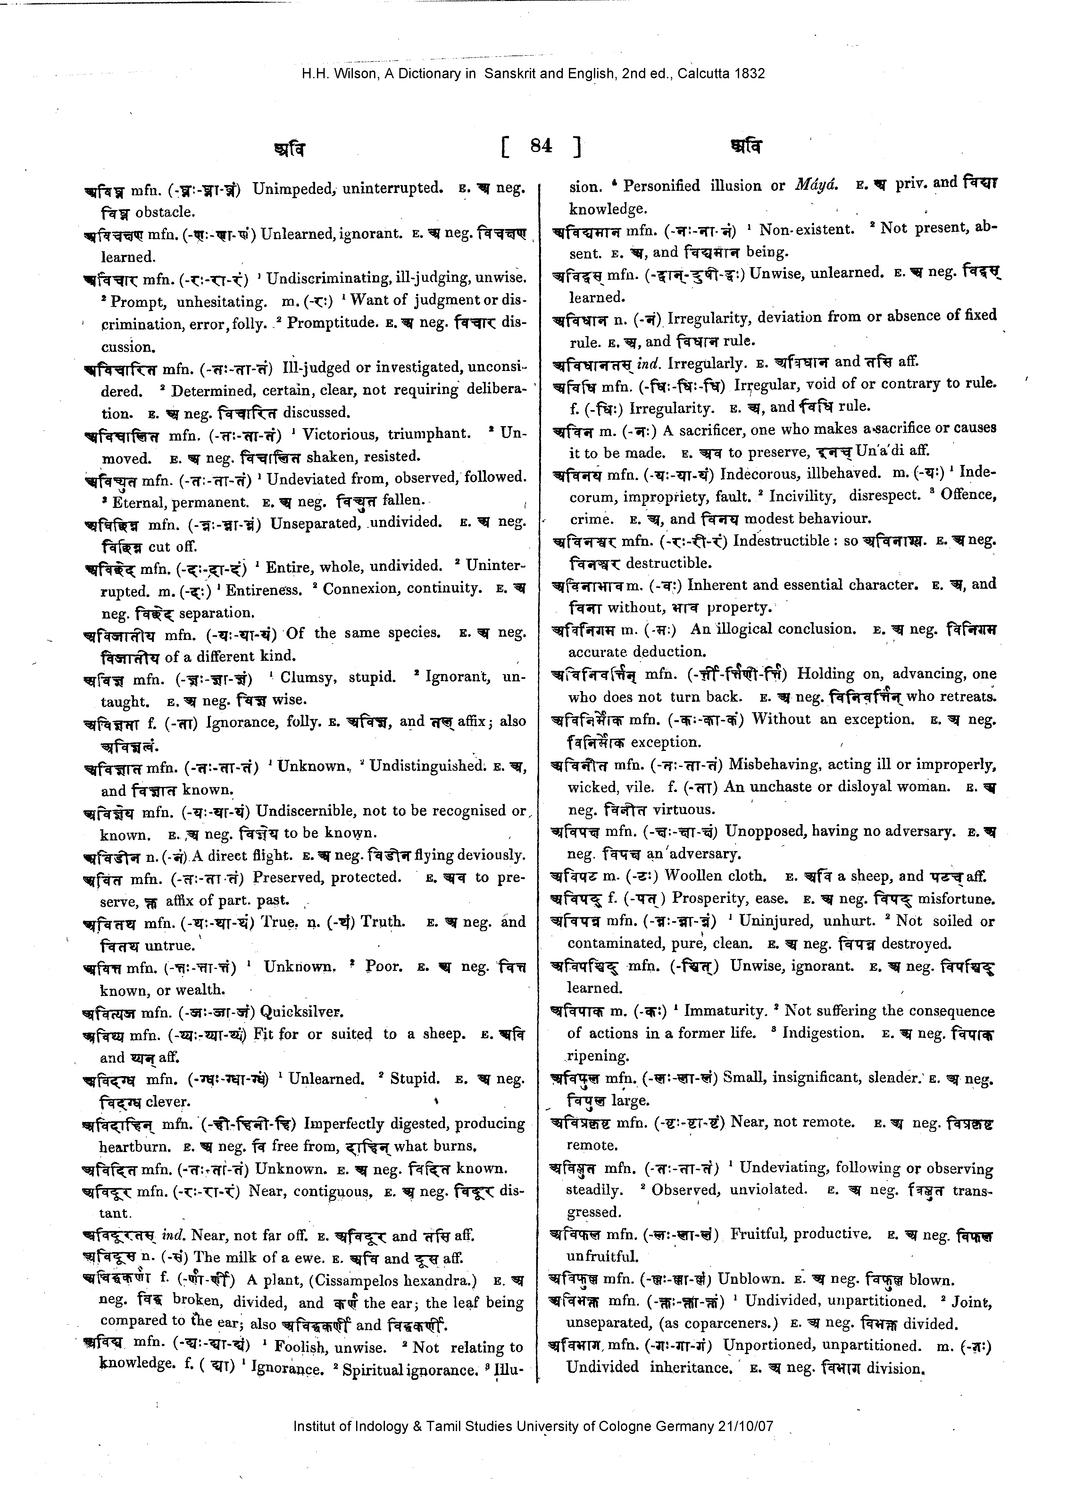 H.H. Wilson, A Dictionary in Sanskrit and English, 2nd ed., Calcutta 1832
अवि [ 84 ] अवि
अविघ्न mfn. (-घ्नः-घ्ना-घ्नं) Unimpeded, uninterrupted. E. अ neg.
विघ्न obstacle.
अविचक्षण mfn. (-णः-णा-णं) Unlearned, ignorant. E. अ neg. विचक्षण
learned.
अविचार mfn. (-रः-रा-रं) ¹ Undiscriminating, ill-judging, unwise.
² Prompt, unhesitating. m. (-रः) ¹ Want of judgment or dis-
crimination, error, folly. ² Promptitude. E. अ neg. विचार dis-
cussion.
अविचारित mfn. (-तः-ता-तं) Ill-judged or investigated, unconsi-
dered. ² Determined, certain, clear, not requiring delibera-
tion. E. अ neg. विचारित discussed.
अविचालित mfn. (-तः-ता-तं) ¹ Victorious, triumphant. ² Un-
moved. E. अ neg. विचालित shaken, resisted.
अविच्युत mfn. (-तः-ता-तं) ¹ Undeviated from, observed, followed.
² Eternal, permanent. E. अ neg. विच्युत fallen.
अविच्छिन्न mfn. (-न्नः-न्ना-न्नं) Unseparated, undivided. E. अ neg.
विच्छिन्न cut off.
अविच्छेद mfn. (-दः-दा-दं) ¹ Entire, whole, undivided. ² Uninter-
rupted. m. (-दः) ¹ Entireness. ² Connexion, continuity. E. अ
neg. विच्छेद separation.
अविजातीय mfn. (-यः-या-यं) Of the same species. E. अ neg.
विजातीय of a different kind.
अविज्ञ mfn. (-ज्ञः-ज्ञा-ज्ञं) ¹ Clumsy, stupid. ² Ignorant, un-
taught. E. अ neg. विज्ञ wise.
अविज्ञता f. (-ता) Ignorance, folly. E. अविज्ञ, and तल् affix; also
अविज्ञत्वं.
अविज्ञात mfn. (-तः-ता-तं) ¹ Unknown. ² Undistinguished. E. अ,
and विज्ञात known.
अविज्ञेय mfn. (-यः-या-यं) Undiscernible, not to be recognised or
known. E. अ neg. विज्ञेय to be known.
अविडीन n. (-नं) A direct flight. E. अ neg. विडीन flying deviously.
अवित mfn. (-तः-ता-तं) Preserved, protected. E. अव to pre-
serve, क्त affix of part. past.
अवितथ mfn. (-थः-था-थं) True. n. (-थं) Truth. E. अ neg. and
वितथ untrue.
अवित्त mfn. (-त्तः-त्ता-त्तं) ¹ Unknown. ² Poor. E. अ neg. वित्त
known, or wealth.
अवित्यज mfn. (-जः-जा-जं) Quicksilver.
अविथ्य mfn. (-थ्यः-थ्या-थ्यं) Fit for or suited to a sheep. E. अवि
and थ्यन् aff.
अविदग्ध mfn. (-ग्धः-ग्धा-ग्धं) ¹ Unlearned. ² Stupid. E. अ neg.
विदग्ध clever.
अविदाहिन् mfn. (-ही-हिनी-हि) Imperfectly digested, producing
heartburn. E. अ neg. वि free from, दाहिन् what burns.
अविदित mfn. (-तः-ता-तं) Unknown. E. अ neg. विदित known.
अविदूर mfn. (-रः-रा-रं) Near, contiguous, E. अ neg. विदूर dis-
tant.
अविदूरतस् ind. Near, not far off. E. अविदूर and तसि aff.
अविदूस n. (-सं) The milk of a ewe. E. अवि and दूस aff.
अविद्धकर्णा f. (-र्णा-र्णी) A plant, (Cissampelos hexandra.) E. अ
neg. विद्ध broken, divided, and कर्ण the ear; the leaf being
compared to the ear; also अविद्धकर्णी and विद्धकर्णी.
अविद्य mfn. (-द्यः-द्या-द्यं) ¹ Foolish, unwise. ² Not relating to
knowledge. f. (द्या) ¹ Ignorance. ² Spiritual ignorance. ³ Illu-
sion. ⁴ Personified illusion or Máyá. E. अ priv. and विद्या
knowledge.
अविद्यमान mfn. (-नः-ना-नं) ¹ Non-existent. ² Not present, ab-
sent. E. अ, and विद्यमान being.
अविद्वस् mfn. (-द्वान्-दुषी-द्वः) Unwise, unlearned. E. अ neg. विद्वस्
learned.
अविधान n. (-नं) Irregularity, deviation from or absence of fixed
rule. E. अ, and विधान rule.
अविधानतस् ind. Irregularly. E. अविधान and तसि aff.
अविधि mfn. (-धिः-धिः-धि) Irregular, void of or contrary to rule.
f. (-धिः) Irregularity. E. अ, and विधि rule.
अविन m. (-नः) A sacrificer, one who makes a sacrifice or causes
it to be made. E. अव to preserve, इनच् Un'a'di aff.
अविनय mfn. (-यः-या-यं) Indecorous, illbehaved. m. (-यः) ¹ Inde-
corum, impropriety, fault. ² Incivility, disrespect. ³ Offence,
crime. E. अ, and विनय modest behaviour.
अविनश्वर mfn. (-रः-री-रं) Indestructible : so अविनाश्य. E. अ neg.
विनश्वर destructible.
अविनाभाव m. (-वः) Inherent and essential character. E. अ, and
विना without, भाव property.
अविनिगम m. (-मः) An illogical conclusion. E. अ neg. विनिगम
accurate deduction.
अविनिवर्त्तिन् mfn. (-र्त्ती-र्त्तिणी-र्त्ति) Holding on, advancing, one
who does not turn back. E. अ neg. विनिवर्त्तिन् who retreats.
अविनिर्मोक mfn. (-कः-का-कं) Without an exception. E. अ neg.
विनिर्मोक exception.
अविनीत mfn. (-तः-ता-तं) Misbehaving, acting ill or improperly,
wicked, vile. f. (-ता) An unchaste or disloyal woman. E. अ
neg. विनीत virtuous.
अविपक्ष mfn. (-क्षः-क्षा-क्षं) Unopposed, having no adversary. E. अ
neg. विपक्ष an adversary.
अविपट m. (-टः) Woollen cloth. E. अवि a sheep, and पटच् aff.
अविपद् f. (-पत्) Prosperity, ease. E. अ neg. विपद् misfortune.
अविपन्न mfn. (-न्नः-न्ना-न्नं) ¹ Uninjured, unhurt. ² Not soiled or
contaminated, pure, clean. E. अ neg. विपन्न destroyed.
अविपश्चिद् mfn. (-श्चित्) Unwise, ignorant. E. अ neg. विपश्चिद्
learned.
अविपाक m. (-कः) ¹ Immaturity. ² Not suffering the consequence
of actions in a former life. ³ Indigestion. E. अ neg. विपाक
ripening.
अविपुल mfn. (-लः-ला-लं) Small, insignificant, slender. E. अ neg.
विपुल large.
अविप्रकृष्ट mfn. (-ष्टः-ष्टा-ष्टं) Near, not remote. E. अ neg. विप्रकृष्ट
remote.
अविप्लुत mfn. (-तः-ता-तं) ¹ Undeviating, following or observing
steadily. ² Observed, unviolated. E. अ neg. विप्लुत trans-
gressed.
अविफल mfn. (-लः-ला-लं) Fruitful, productive. E. अ neg. विफल
unfruitful.
अविफुल्ल mfn. (-ल्लः-ल्ला-ल्लं) Unblown. E. अ neg. विफुल्ल blown.
अविभक्त mfn. (-क्तः-क्ता-क्तं) ¹ Undivided, unpartitioned. ² Joint,
unseparated, (as coparceners.) E. अ neg. विभक्त divided.
अविभाग mfn. (-गः-गा-गं) Unportioned, unpartitioned. m. (-गः)
Undivided inheritance. E. अ neg. विभाग division.
Institut of Indology & Tamil Studies University of Cologne Germany 21/10/07